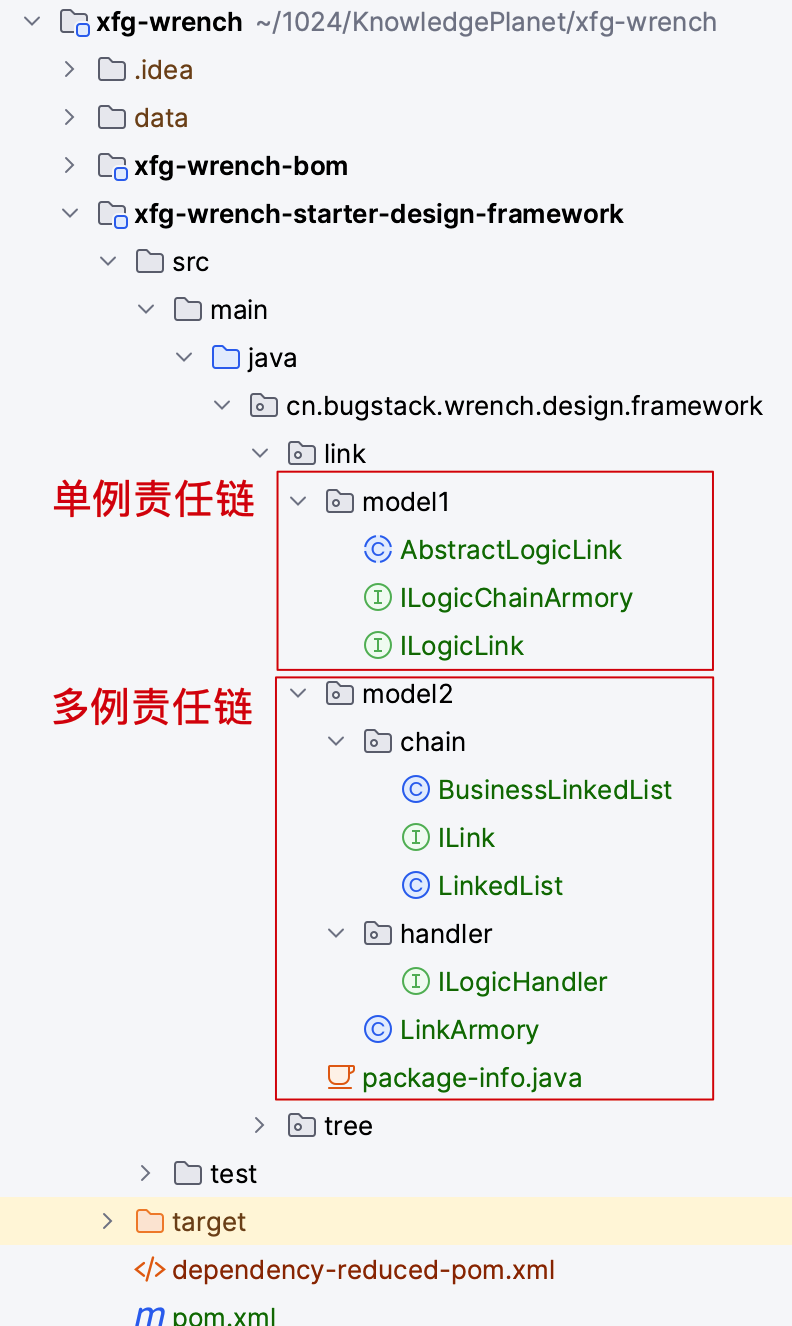 xfg-wrench ~/1024/KnowledgePlanet/xfg-wrench
.idea
data
xfg-wrench-bom
xfg-wrench-starter-design-framework
src
main
java
cn.bugstack.wrench.design.framework
link
单例责任链
model1
AbstractLogicLink
ILogicChainArmory
ILogicLink
多例责任链
model2
chain
BusinessLinkedList
ILink
LinkedList
handler
ILogicHandler
LinkArmory
package-info.java
tree
test
target
dependency-reduced-pom.xml
pom.xml